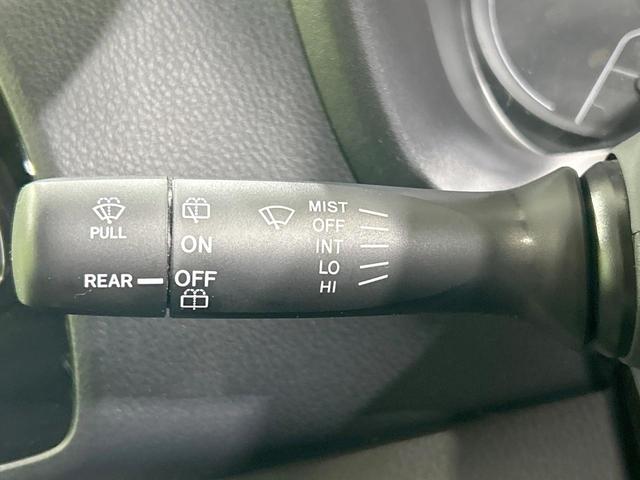 PULL
REAR
ON
OFF
MIST
OFF
INT
LO
HI